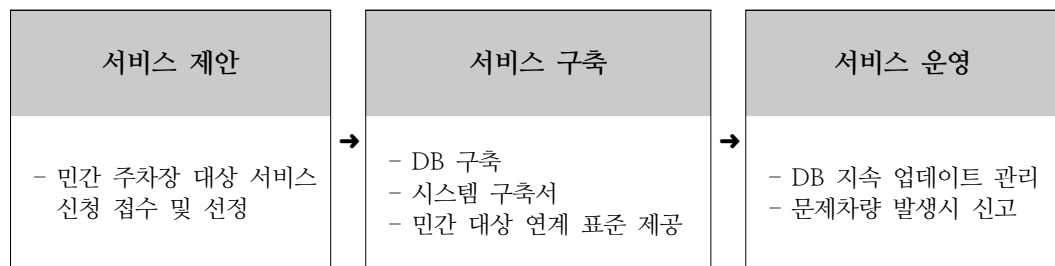 서비스 제안
- 민간 주차장 대상 서비스
신청 접수 및 선정
➜
서비스 구축
- DB 구축
- 시스템 구축서
- 민간 대상 연계 표준 제공
➜
서비스 운영
- DB 지속 업데이트 관리
- 문제차량 발생시 신고